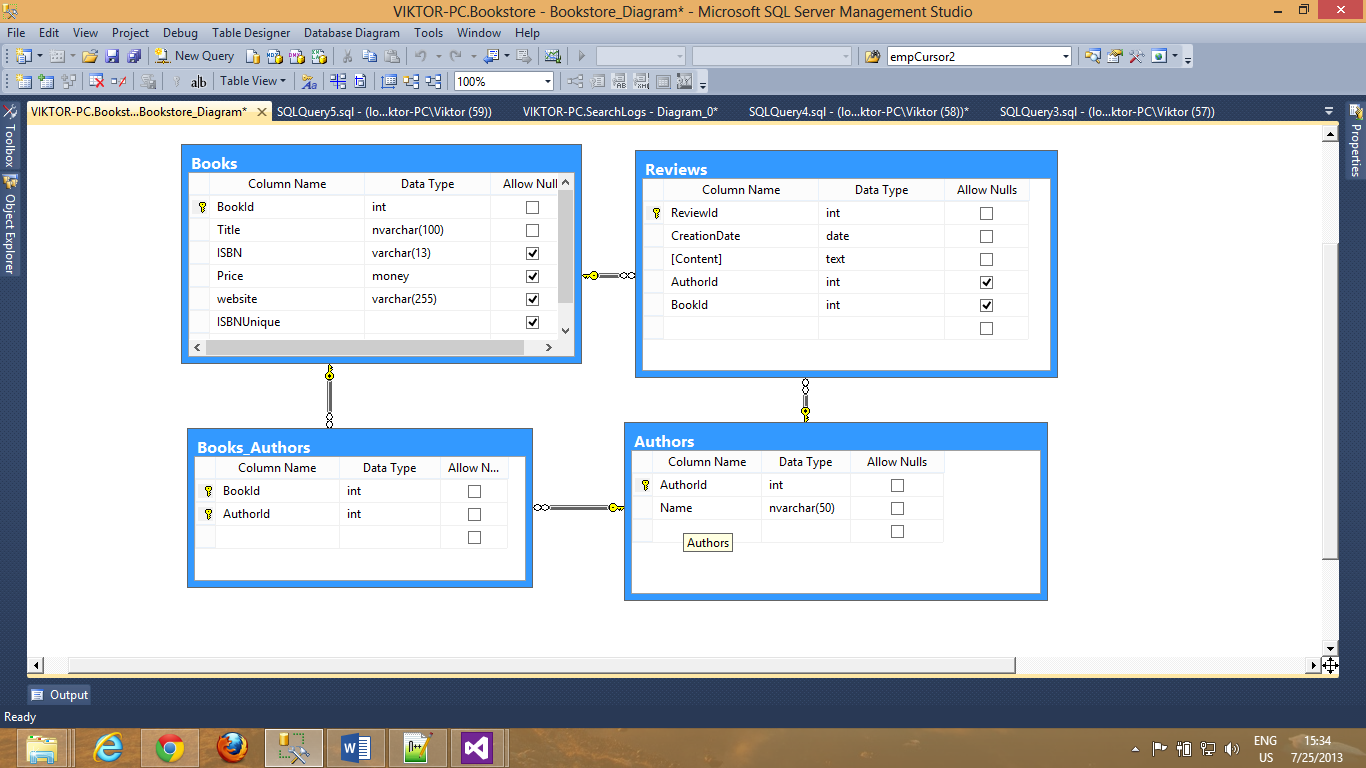 VIKTOR-PC.Bookstore - Bookstore_Diagram* - Microsoft SQL Server Management Studio
File Edit View Project Debug Table Designer Database Diagram Tools Window Help
New Query empCursor2
ab Table View 100%
VIKTOR-PC.Bookst...Bookstore_Diagram* SQLQuery5.sql - (lo...ktor-PC\Viktor (59)) VIKTOR-PC.SearchLogs - Diagram_0* SQLQuery4.sql - (lo...ktor-PC\Viktor (58))* SQLQuery3.sql - (lo...ktor-PC\Viktor (57))
Toolbox
Object Explorer
Properties
Books
Column Name Data Type Allow Null
BookId int
Title nvarchar(100)
ISBN varchar(13)
Price money
website varchar(255)
ISBNUnique
Reviews
Column Name Data Type Allow Nulls
ReviewId int
CreationDate date
[Content] text
AuthorId int
BookId int
Books_Authors
Column Name Data Type Allow N...
BookId int
AuthorId int
Authors
Column Name Data Type Allow Nulls
AuthorId int
Name nvarchar(50)
Authors
Output
Ready
ENG 15:34
US 7/25/2013